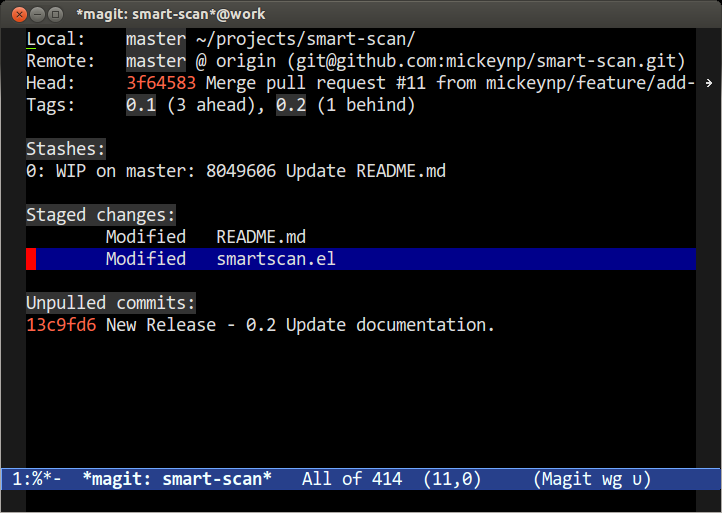 *magit: smart-scan*@work
Local: master ~/projects/smart-scan/
Remote: master @ origin (git@github.com:mickeynp/smart-scan.git)
Head: 3f64583 Merge pull request #11 from mickeynp/feature/add-
Tags: 0.1 (3 ahead), 0.2 (1 behind)
Stashes:
0: WIP on master: 8049606 Update README.md
Staged changes:
Modified README.md
Modified smartscan.el
Unpulled commits:
13c9fd6 New Release - 0.2 Update documentation.
1:%*- *magit: smart-scan* All of 414 (11,0) (Magit wg υ)